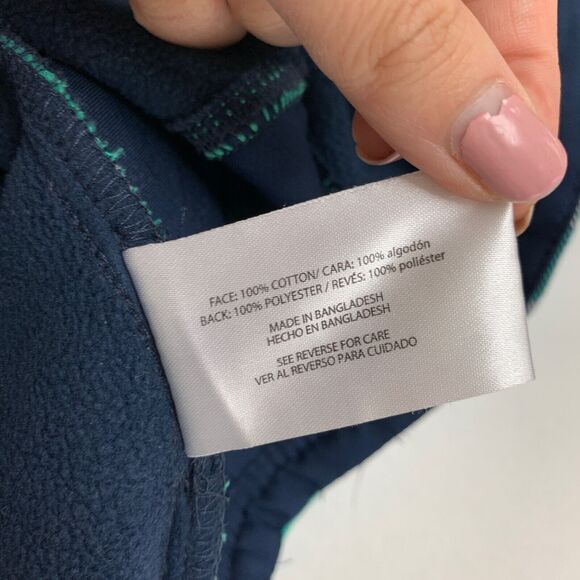 FACE: 100% COTTON/ CARA: 100% algodón
BACK: 100% POLYESTER / REVÉS: 100% poliéster
MADE IN BANGLADESH
HECHO EN BANGLADESH
SEE REVERSE FOR CARE
VER AL REVERSO PARA CUIDADO